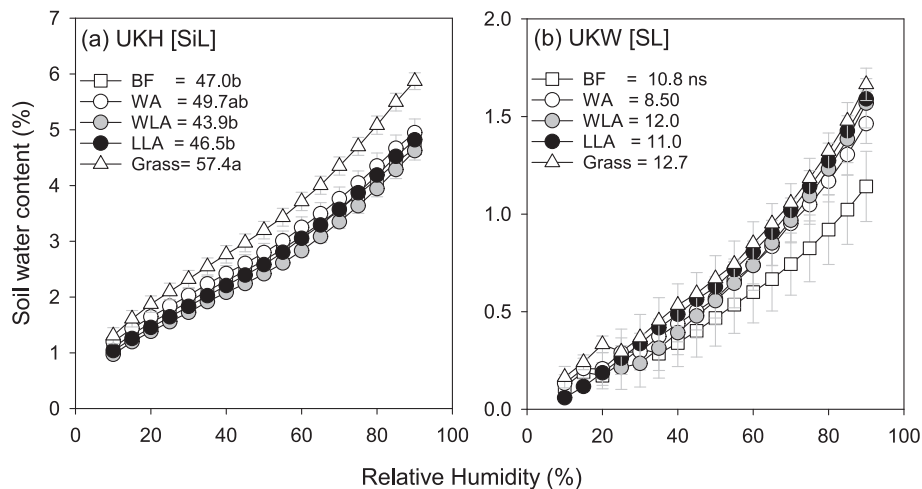 (a) UKH [SiL]
BF = 47.0b
WA = 49.7ab
WLA = 43.9b
LLA = 46.5b
Grass= 57.4a
Soil water content (%)
7
6
5
4
3
2
1
0
0 20 40 60 80 100
(b) UKW [SL]
BF = 10.8 ns
WA = 8.50
WLA = 12.0
LLA = 11.0
Grass= 12.7
2.0
1.5
1.0
0.5
0.0
0 20 40 60 80 100
Relative Humidity (%)